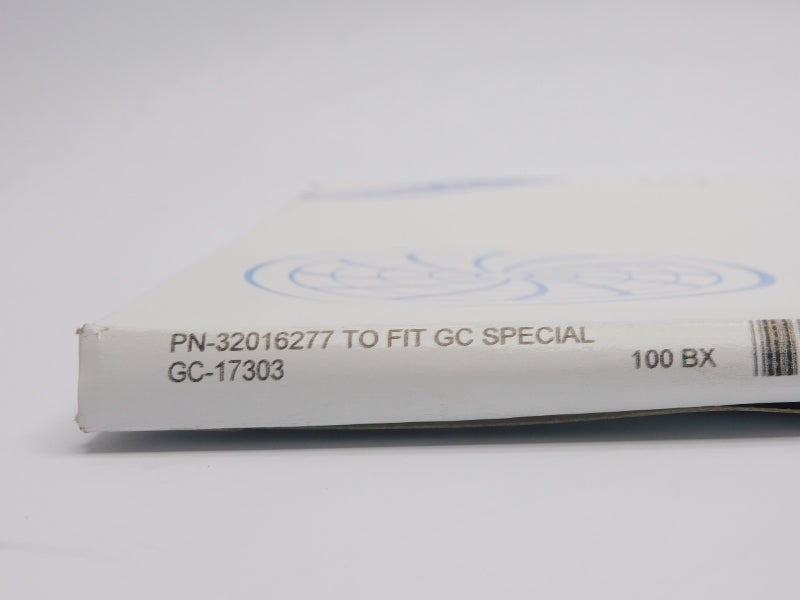 PN-32016277 TO FIT GC SPECIAL
GC-17303
100 BX